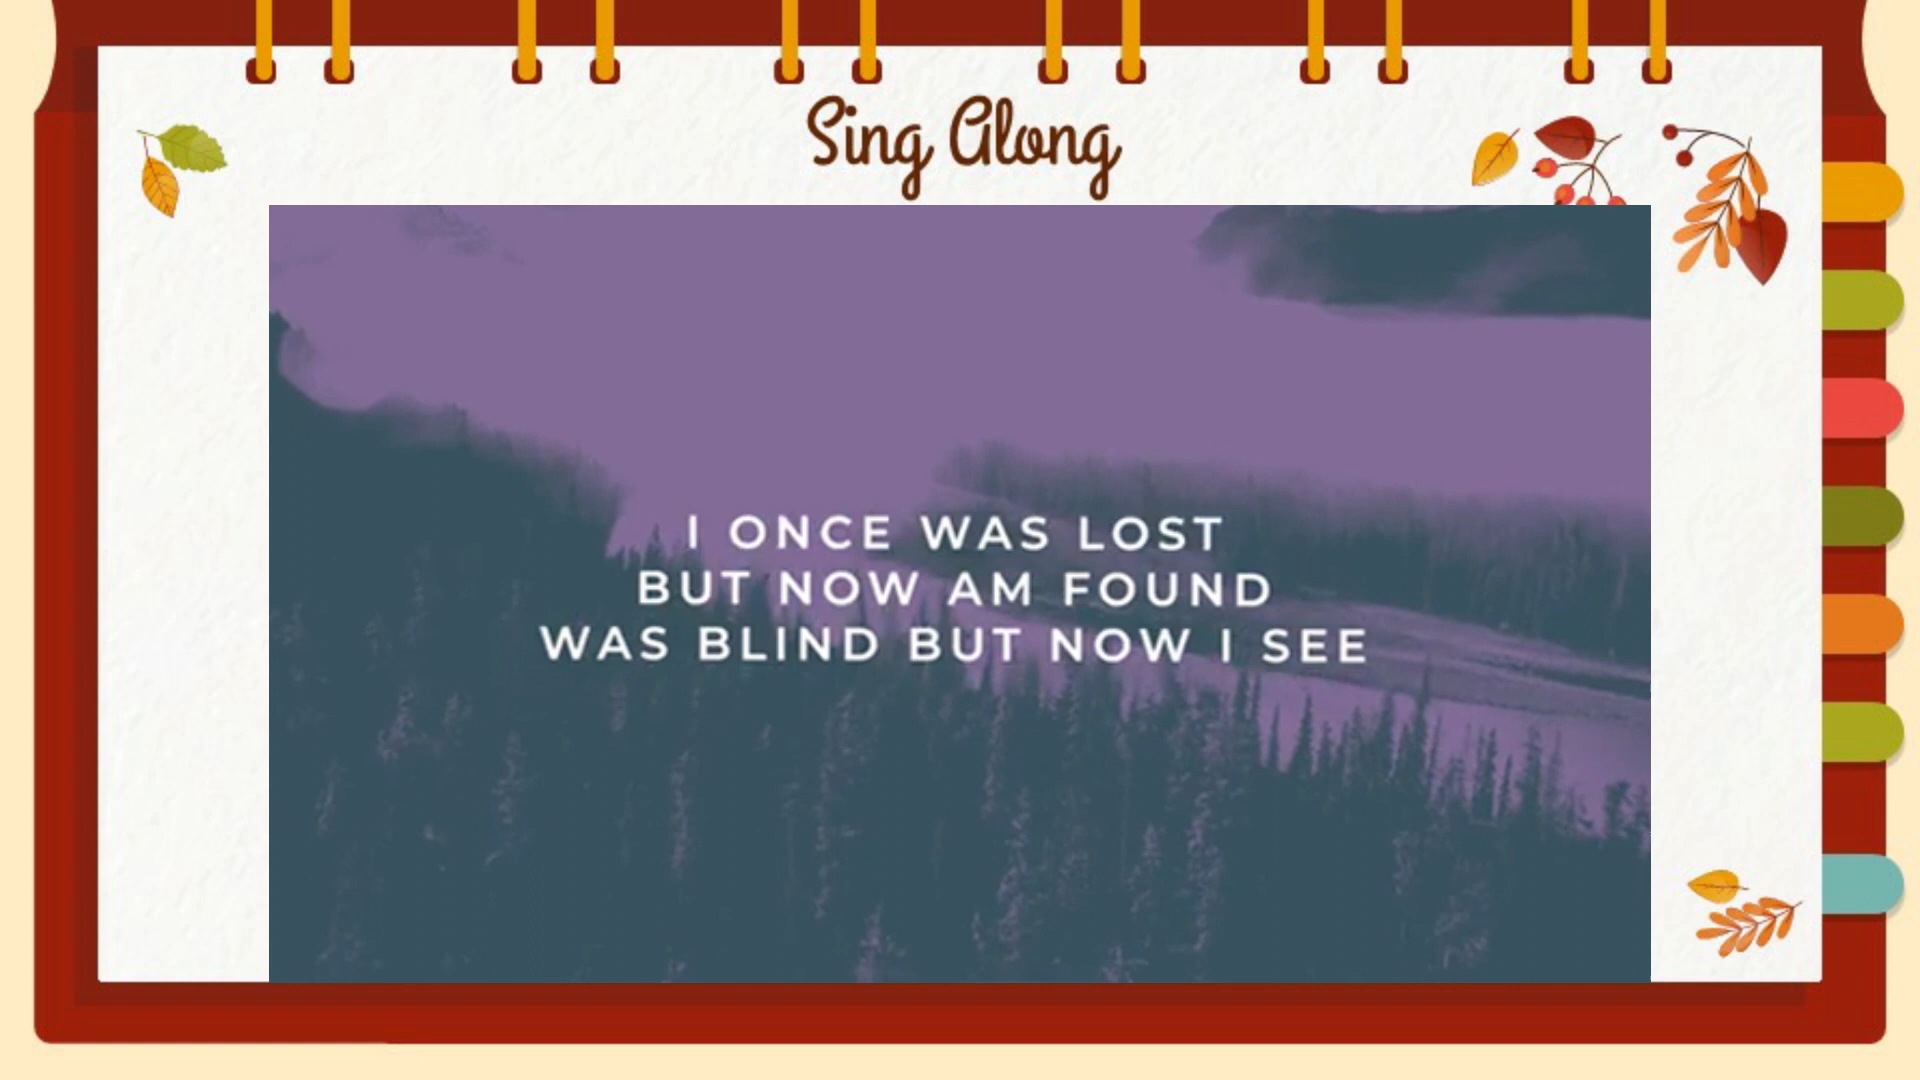 Sing Along
I ONCE WAS LOST
BUT NOW AM FOUND
WAS BLIND BUT NOW I SEE